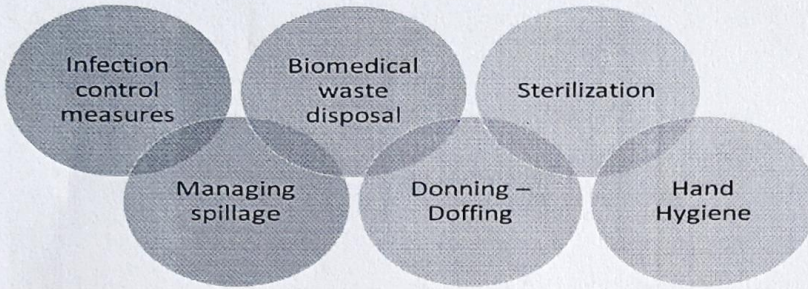 Infection
control
measures
Biomedical
waste
disposal
Sterilization
Managing
spillage
Donning –
Doffing
Hand
Hygiene